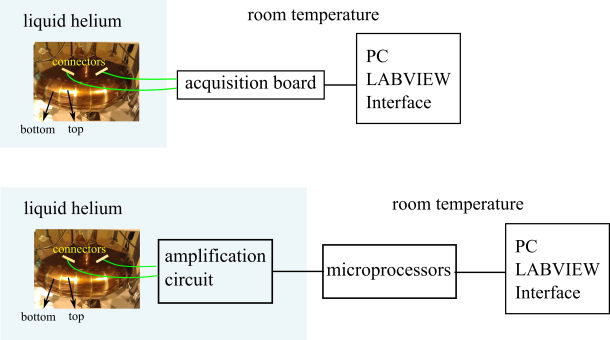 liquid helium
room temperature
connectors
acquisition board
PC
LABVIEW
Interface
bottom
top
liquid helium
room temperature
connectors
amplification
circuit
microprocessors
PC
LABVIEW
Interface
bottom
top